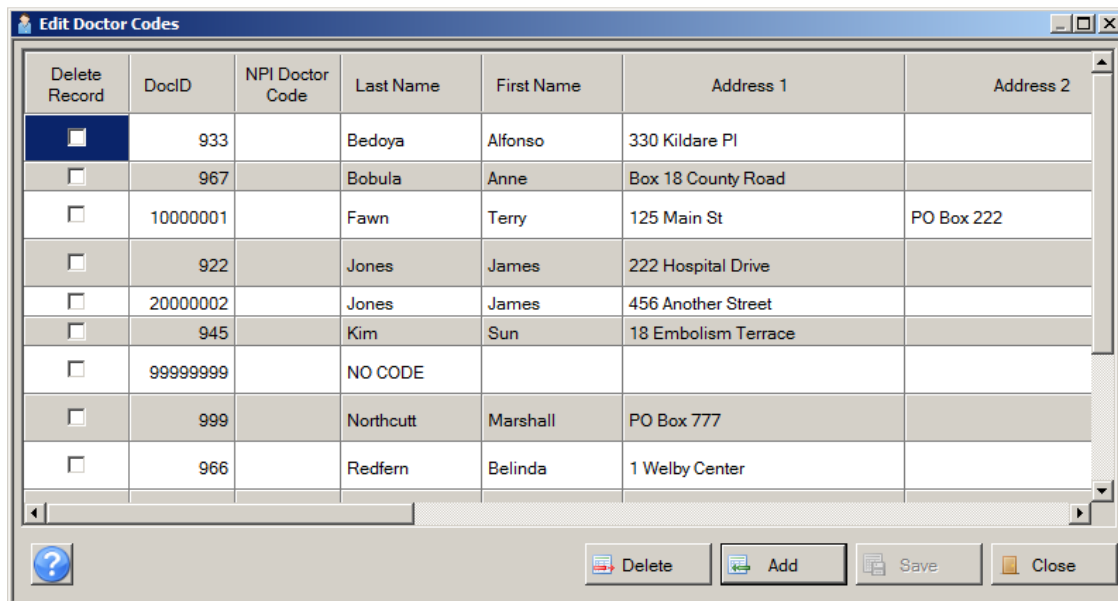 Edit Doctor Codes
Delete Record DocID NPI Doctor Code Last Name First Name Address 1 Address 2
933 Bedoya Alfonso 330 Kildare Pl
967 Bobula Anne Box 18 County Road
10000001 Fawn Terry 125 Main St PO Box 222
922 Jones James 222 Hospital Drive
20000002 Jones James 456 Another Street
945 Kim Sun 18 Embolism Terrace
99999999 NO CODE
999 Northcutt Marshall PO Box 777
966 Redfern Belinda 1 Welby Center
? Delete Add Save Close